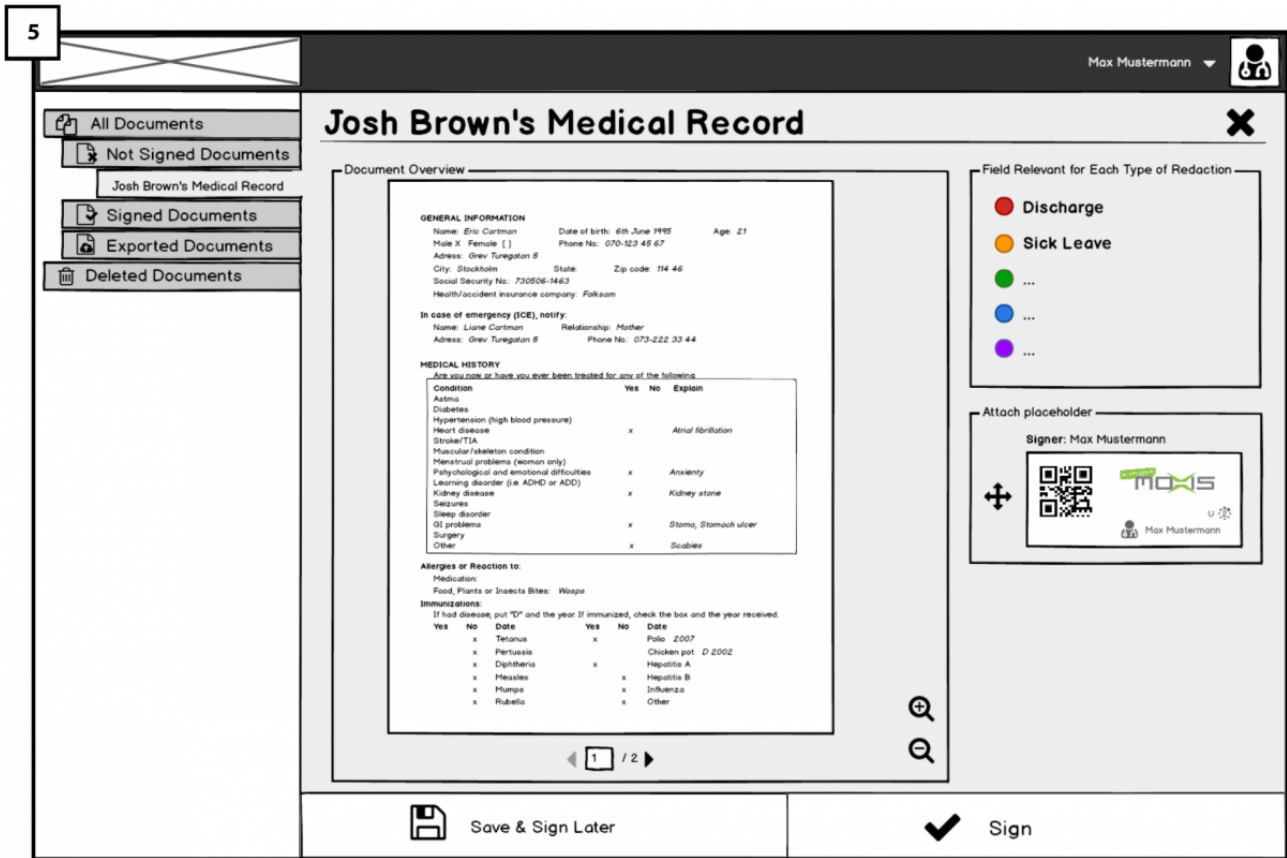 5
Max Mustermann
All Documents
Not Signed Documents
Josh Brown's Medical Record
Signed Documents
Exported Documents
Deleted Documents
Josh Brown's Medical Record
Document Overview
GENERAL INFORMATION
Name: Eric Cartman Date of birth: 6th June 1995 Age: 21
Male X Female [ ] Phone No.: 070-123 45 67
Adress: Grev Turegatan 8
City: Stockholm State: Zip code: 114 46
Social Security No.: 730506-1463
Health/accident insurance company: Folksam
In case of emergency (ICE), notify:
Name: Liane Cartman Relationship: Mother
Adress: Grev Turegatan 8 Phone No.: 073-222 33 44
MEDICAL HISTORY
Are you now or have you ever been treated for any of the following
Condition Yes No Explain
Astma
Diabetes
Hypertension (high blood pressure)
Heart disease x Atrial fibrillation
Stroke/TIA
Muscular/skeleton condition
Menstrual problems (woman only)
Pshychological and emotional difficulties x Anxienty
Learning disorder (i.e. ADHD or ADD)
Kidney disease x Kidney stone
Seizures
Sleep disorder
GI problems x Stoma, Stomach ulcer
Surgery
Other x Scabies
Allergies or Reaction to:
Medication:
Food, Plants or Insects Bites: Wasps
Immunizations:
If had disease, put "D" and the year. If immunized, check the box and the year received.
Yes No Date Yes No Date
x Tetanus x Polio 2007
x Pertussis Chicken pot D 2002
x Diphtheria x Hepatitis A
x Measles x Hepatitis B
x Mumps x Influenza
x Rubella x Other
1 / 2
Field Relevant for Each Type of Redaction
Discharge
Sick Leave
...
...
...
Attach placeholder
Signer: Max Mustermann
MOXIS
U
Max Mustermann
Save & Sign Later
Sign